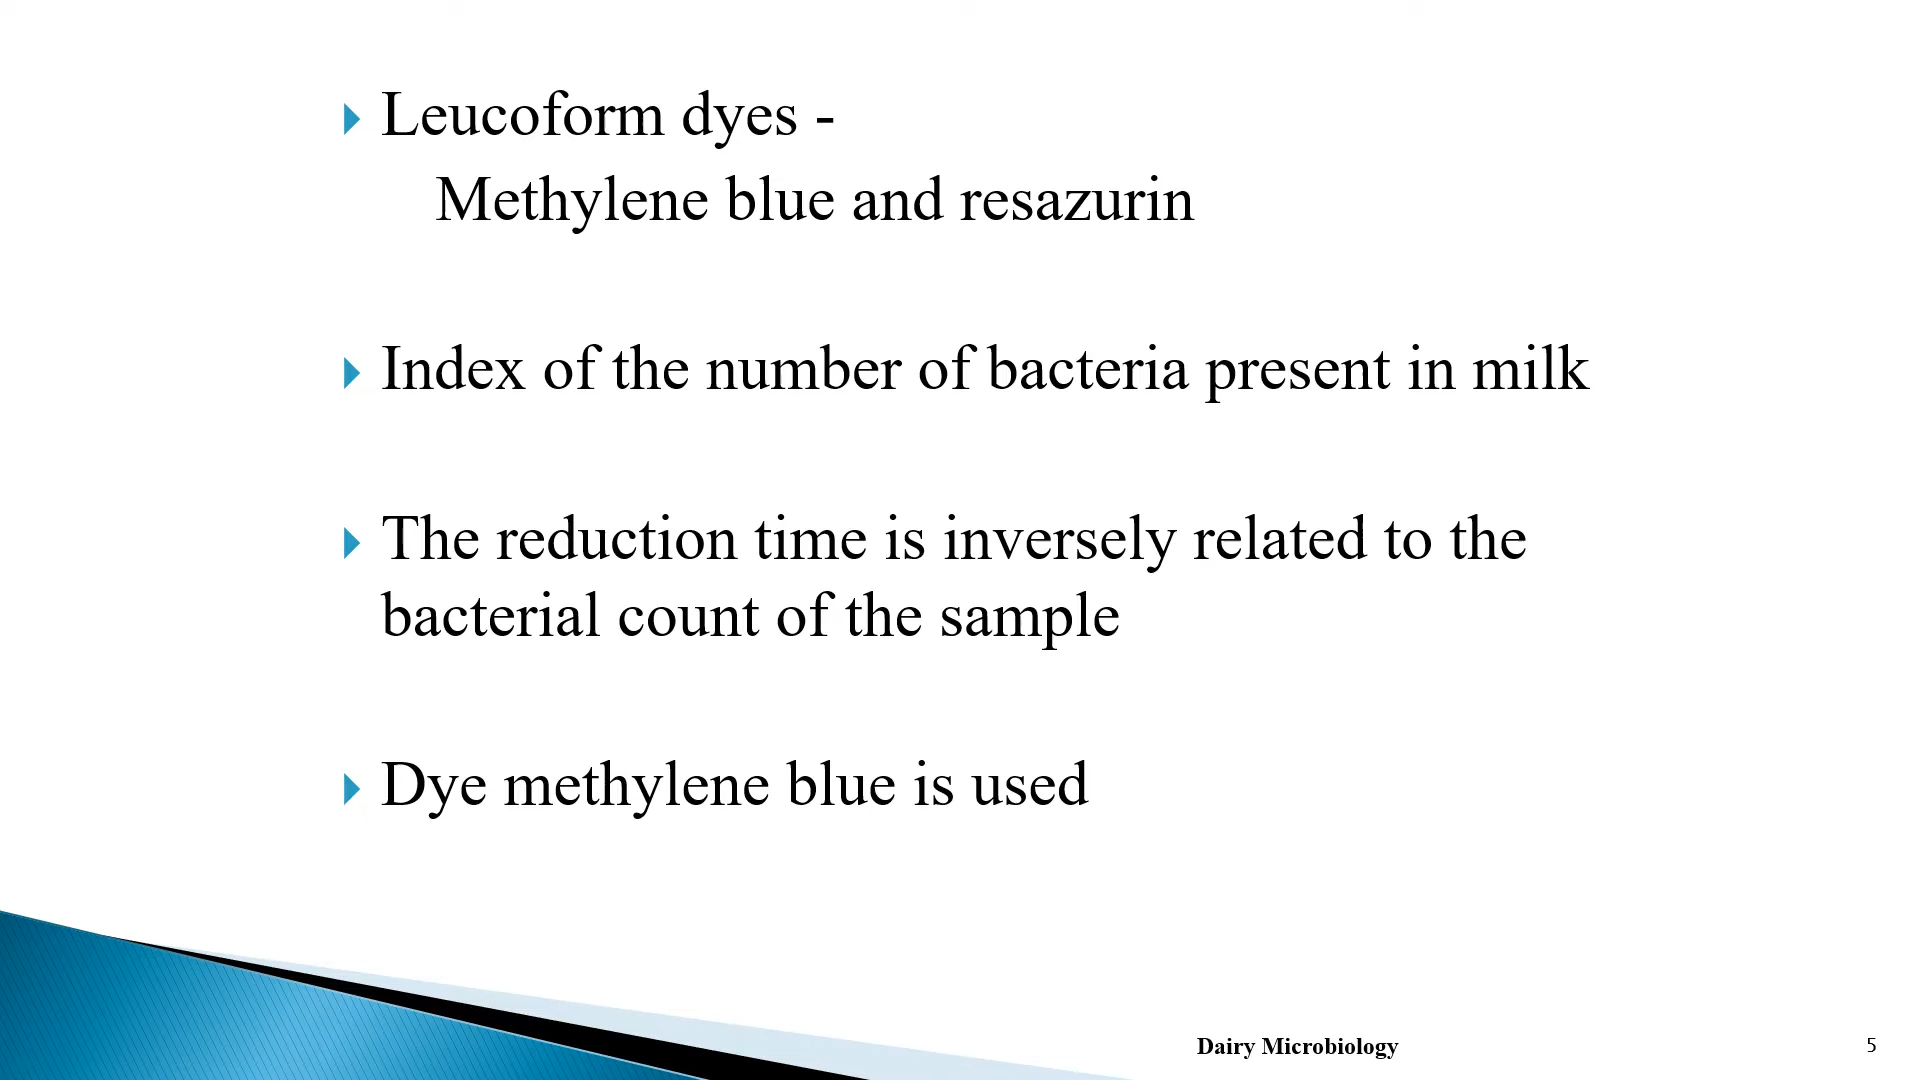 Leucoform dyes -
Methylene blue and resazurin
Index of the number of bacteria present in milk
The reduction time is inversely related to the
bacterial count of the sample
Dye methylene blue is used
Dairy Microbiology
5